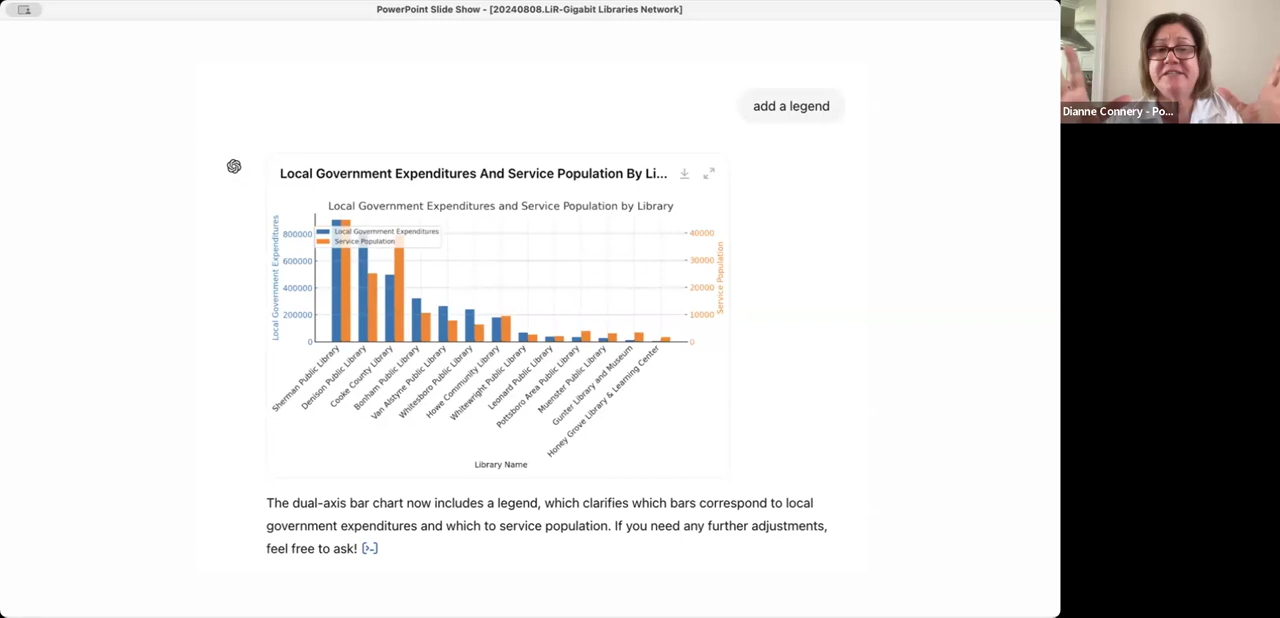 PowerPoint Slide Show - [20240808.LiR-Gigabit Libraries Network]
Dianne Connery - Po...
add a legend
Local Government Expenditures And Service Population By Li...
Local Government Expenditures and Service Population by Library
Local Government Expenditures
Service Population
Local Government Expenditures
800000
600000
400000
200000
0
40000
30000
20000
10000
0
Service Population
Sherman Public Library
Denison Public Library
Cooke County Library
Bonham Public Library
Van Alstyne Public Library
Whitesboro Public Library
Howe Community Library
Whitewright Public Library
Leonard Public Library
Pottsboro Area Public Library
Muenster Public Library
Gunter Library and Museum
Honey Grove Library & Learning Center
Library Name
The dual-axis bar chart now includes a legend, which clarifies which bars correspond to local
government expenditures and which to service population. If you need any further adjustments,
feel free to ask! [>-]